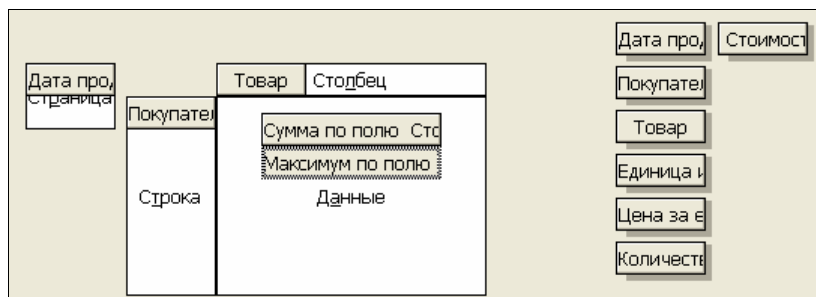 Дата про, Стоимост
Дата про, Товар Столбец Покупател
Страница
Покупател Сумма по полю Сто Товар
Максимум по полю
Единица и
Строка Данные
Цена за е
Количеств